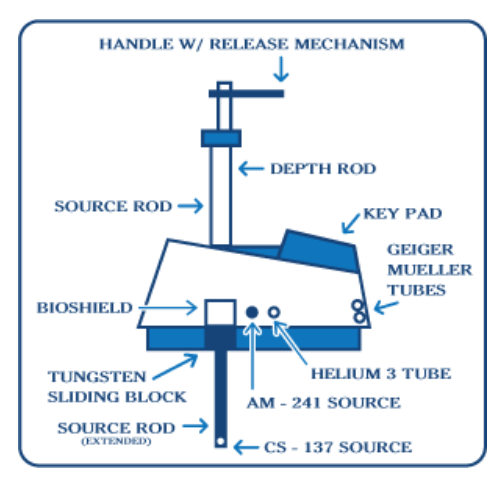 HANDLE W/ RELEASE MECHANISM
DEPTH ROD
SOURCE ROD
KEY PAD
GEIGER
MUELLER
TUBES
BIOSHIELD
HELIUM 3 TUBE
TUNGSTEN
SLIDING BLOCK
AM - 241 SOURCE
SOURCE ROD
(EXTENDED)
CS - 137 SOURCE